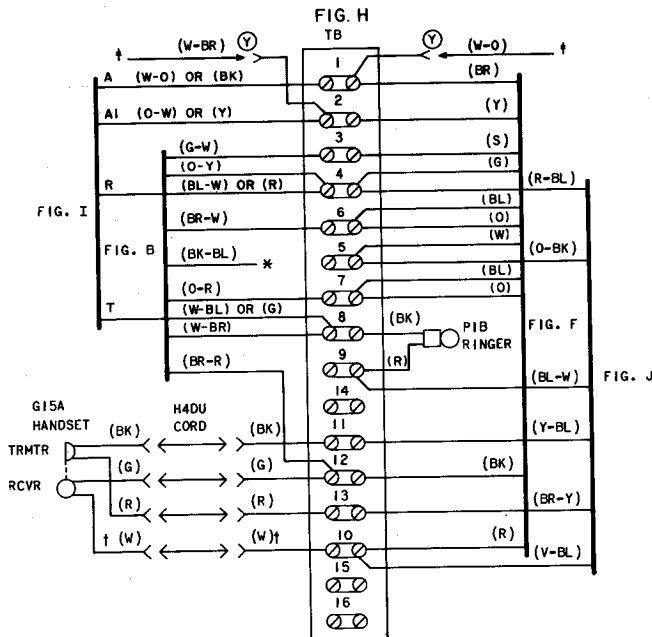 FIG. H
TB
† (W-BR) Y
Y (W-O) †
1
A (W-O) OR (BK)
(BR)
2
A1 (O-W) OR (Y)
(Y)
3
(G-W)
(S)
(O-Y)
(G)
4
R (BL-W) OR (R)
(R-BL)
FIG. I
(BL)
6
(BR-W)
(O)
FIG. B
(W)
5
(BK-BL) *
(O-BK)
(BL)
7
(O-R)
(O)
T (W-BL) OR (G)
8
(W-BR)
(BK)
P1B
RINGER
FIG. F
9
(R)
(BR-R)
(BL-W)
FIG. J
14
G15A
HANDSET
H4DU
CORD
11
(BK) (BK)
(Y-BL)
TRMTR
12
(G) (G)
(BK)
RCVR
13
(R) (R)
(BR-Y)
10
† (W) (W)†
(R)
(V-BL)
15
16